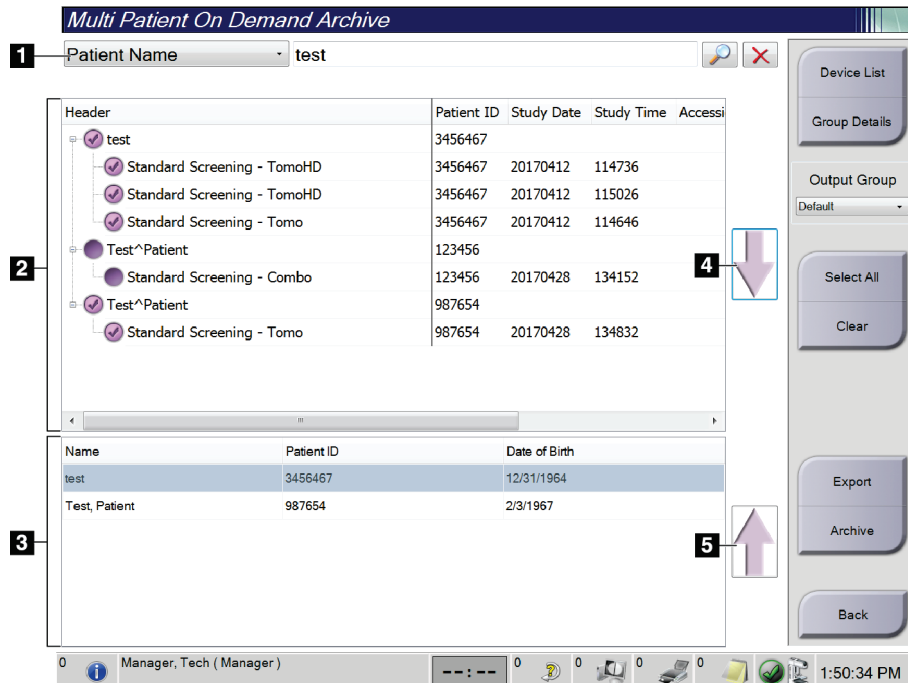 Multi Patient On Demand Archive
1 Patient Name test
Device List
Group Details
Output Group
Default
Select All
Clear
Export
Archive
Back
2
Header Patient ID Study Date Study Time Accessi
test 3456467
Standard Screening - TomoHD 3456467 20170412 114736
Standard Screening - TomoHD 3456467 20170412 115026
Standard Screening - Tomo 3456467 20170412 114646
Test^Patient 123456
Standard Screening - Combo 123456 20170428 134152
Test^Patient 987654
Standard Screening - Tomo 987654 20170428 134832
4
3
Name Patient ID Date of Birth
test 3456467 12/31/1964
Test, Patient 987654 2/3/1967
5
0 Manager, Tech ( Manager ) --:-- 0 0 0 0 1:50:34 PM